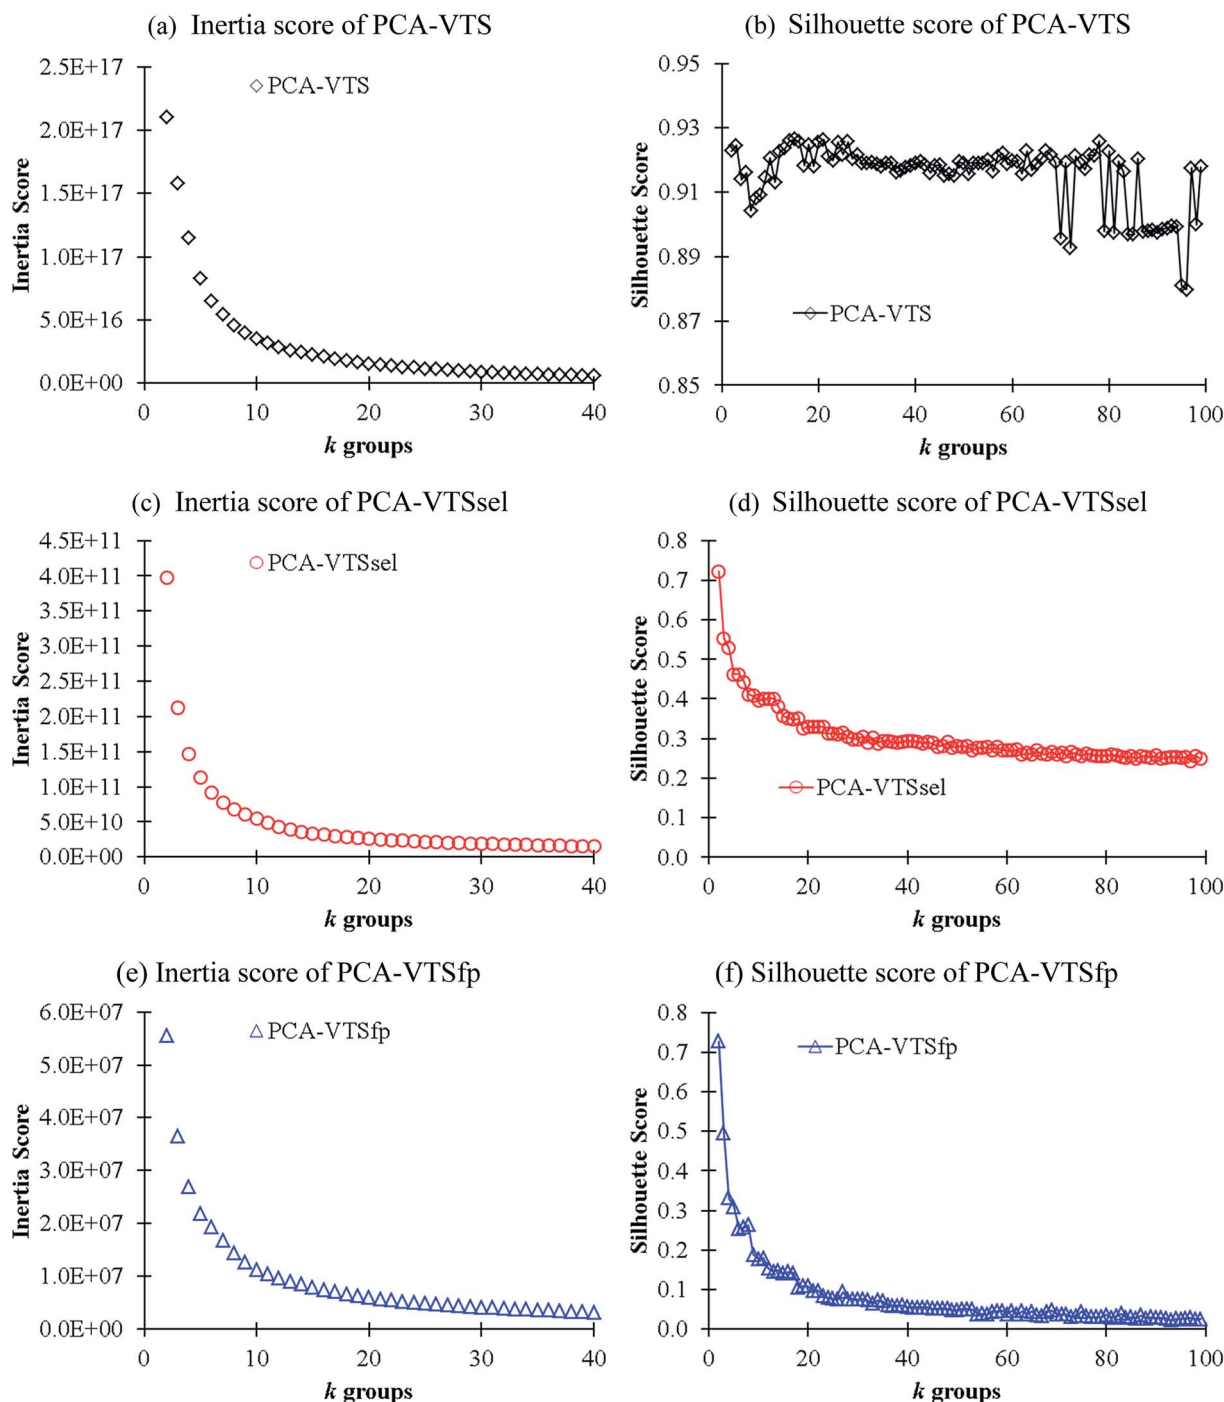 (a) Inertia score of PCA-VTS
2.5E+17
2.0E+17
1.5E+17
1.0E+17
5.0E+16
0.0E+00
Inertia Score
PCA-VTS
0 10 20 30 40
k groups
(b) Silhouette score of PCA-VTS
0.95
0.93
0.91
0.89
0.87
0.85
Silhouette Score
PCA-VTS
0 20 40 60 80 100
k groups
(c) Inertia score of PCA-VTSsel
4.5E+11
4.0E+11
3.5E+11
3.0E+11
2.5E+11
2.0E+11
1.5E+11
1.0E+11
5.0E+10
0.0E+00
Inertia Score
PCA-VTSsel
0 10 20 30 40
k groups
(d) Silhouette score of PCA-VTSsel
0.8
0.7
0.6
0.5
0.4
0.3
0.2
0.1
0.0
Silhouette Score
PCA-VTSsel
0 20 40 60 80 100
k groups
(e) Inertia score of PCA-VTSfp
6.0E+07
5.0E+07
4.0E+07
3.0E+07
2.0E+07
1.0E+07
0.0E+00
Inertia Score
PCA-VTSfp
0 10 20 30 40
k groups
(f) Silhouette score of PCA-VTSfp
0.8
0.7
0.6
0.5
0.4
0.3
0.2
0.1
0.0
Silhouette Score
PCA-VTSfp
0 20 40 60 80 100
k groups